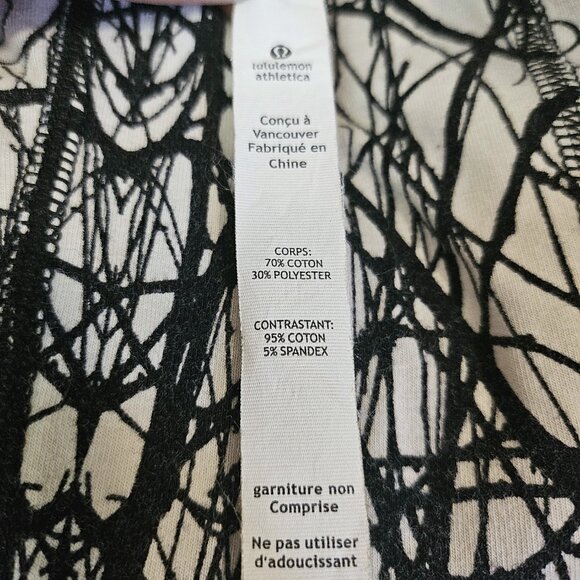 lululemon
athletica
Conçu à
Vancouver
Fabriqué en
Chine
CORPS:
70% COTON
30% POLYESTER
CONTRASTANT:
95% COTON
5% SPANDEX
garniture non
Comprise
Ne pas utiliser
d'adoucissant